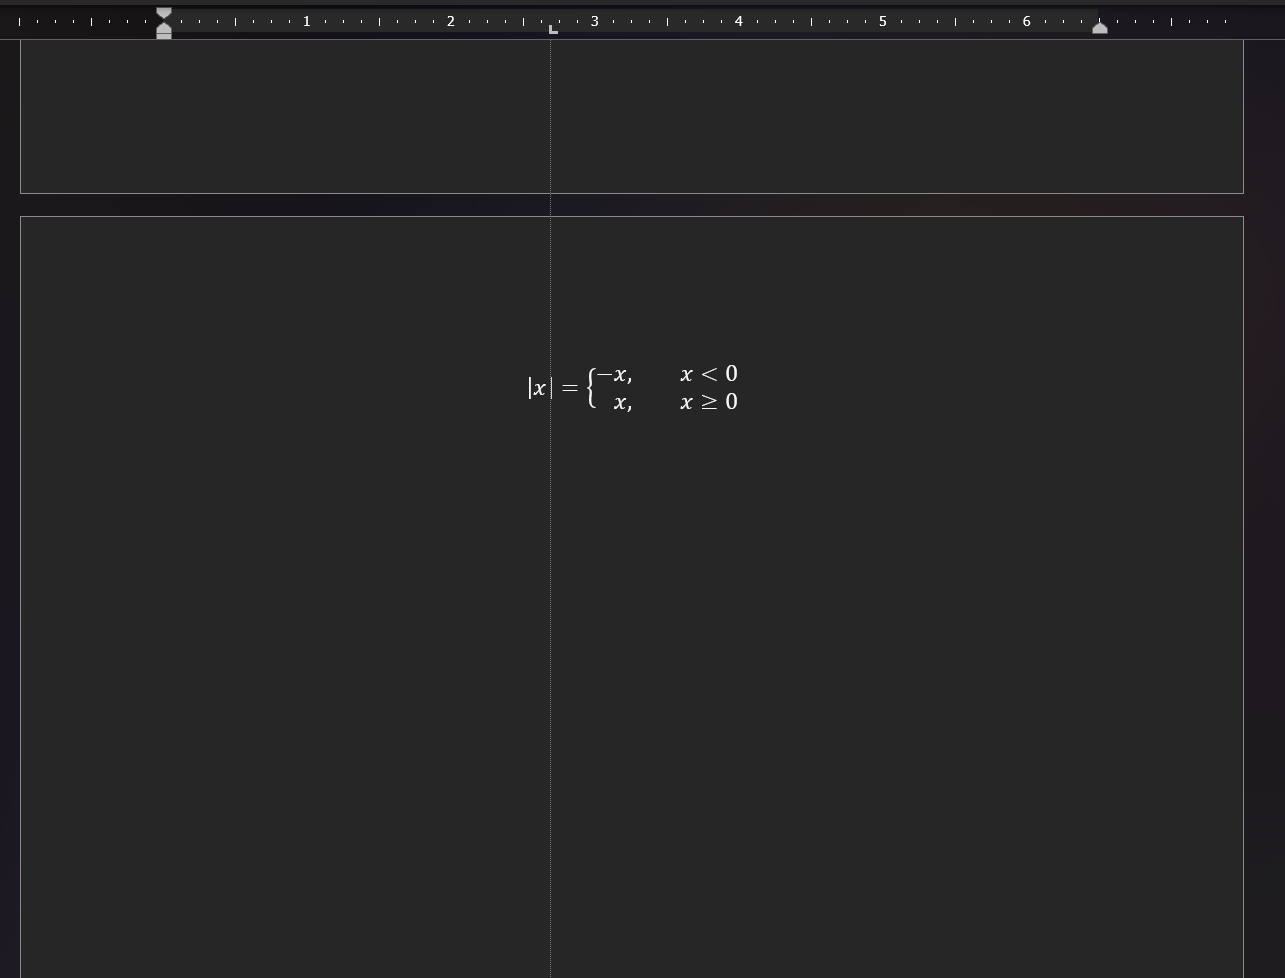 1 2 3 4 5 6
|x| = { −x, x < 0
x, x ≥ 0